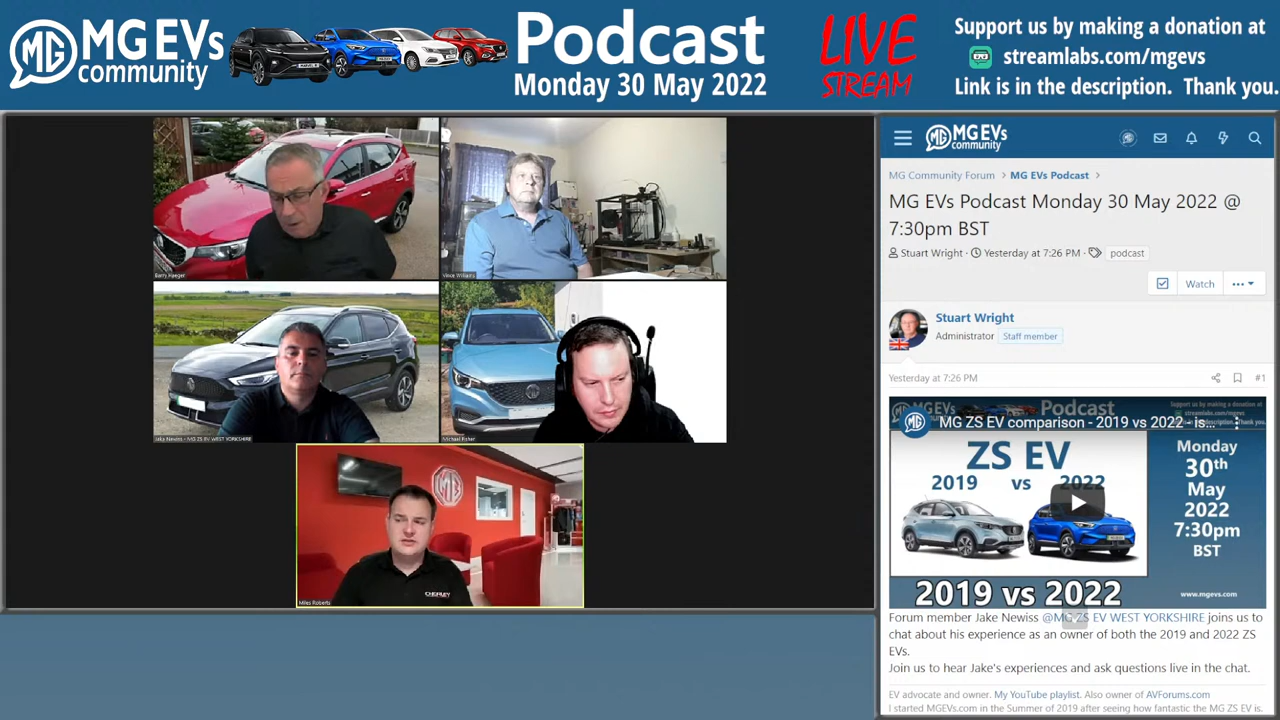 MG
MG EVs
community
Podcast
Monday 30 May 2022
LIVE
STREAM
Support us by making a donation at
streamlabs.com/mgevs
Link is in the description. Thank you.
Barry Haeger
Vince Williams
Jake Newiss - MG ZS EV WEST YORKSHIRE
Michael Fisher
MG
CHORLEY
Miles Roberts
MG EVs
community
MG Community Forum > MG EVs Podcast >
MG EVs Podcast Monday 30 May 2022 @
7:30pm BST
Stuart Wright · Yesterday at 7:26 PM · podcast
Watch
Stuart Wright
Administrator Staff member
Yesterday at 7:26 PM
#1
MG EVs
community
Podcast
MG ZS EV comparison - 2019 vs 2022 - is...
ZS EV
2019 vs 2022
Monday
30th
May
2022
7:30pm
BST
2019 vs 2022
www.mgevs.com
Forum member Jake Newiss @MG ZS EV WEST YORKSHIRE joins us to
chat about his experience as an owner of both the 2019 and 2022 ZS
EVs.
Join us to hear Jake's experiences and ask questions live in the chat.
EV advocate and owner. My YouTube playlist. Also owner of AVForums.com
I started MGEVs.com in the Summer of 2019 after seeing how fantastic the MG ZS EV is.